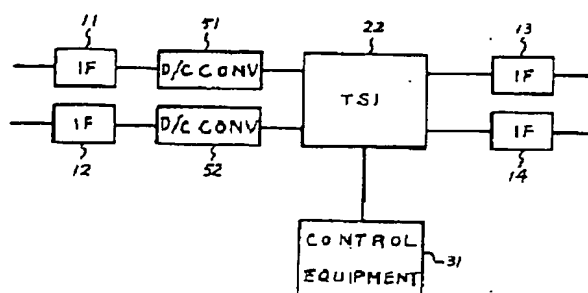 11
51
22
13
IF
D/C CONV
TSI
IF
IF
D/C CONV
IF
12
52
14
CONTROL
EQUIPMENT
31